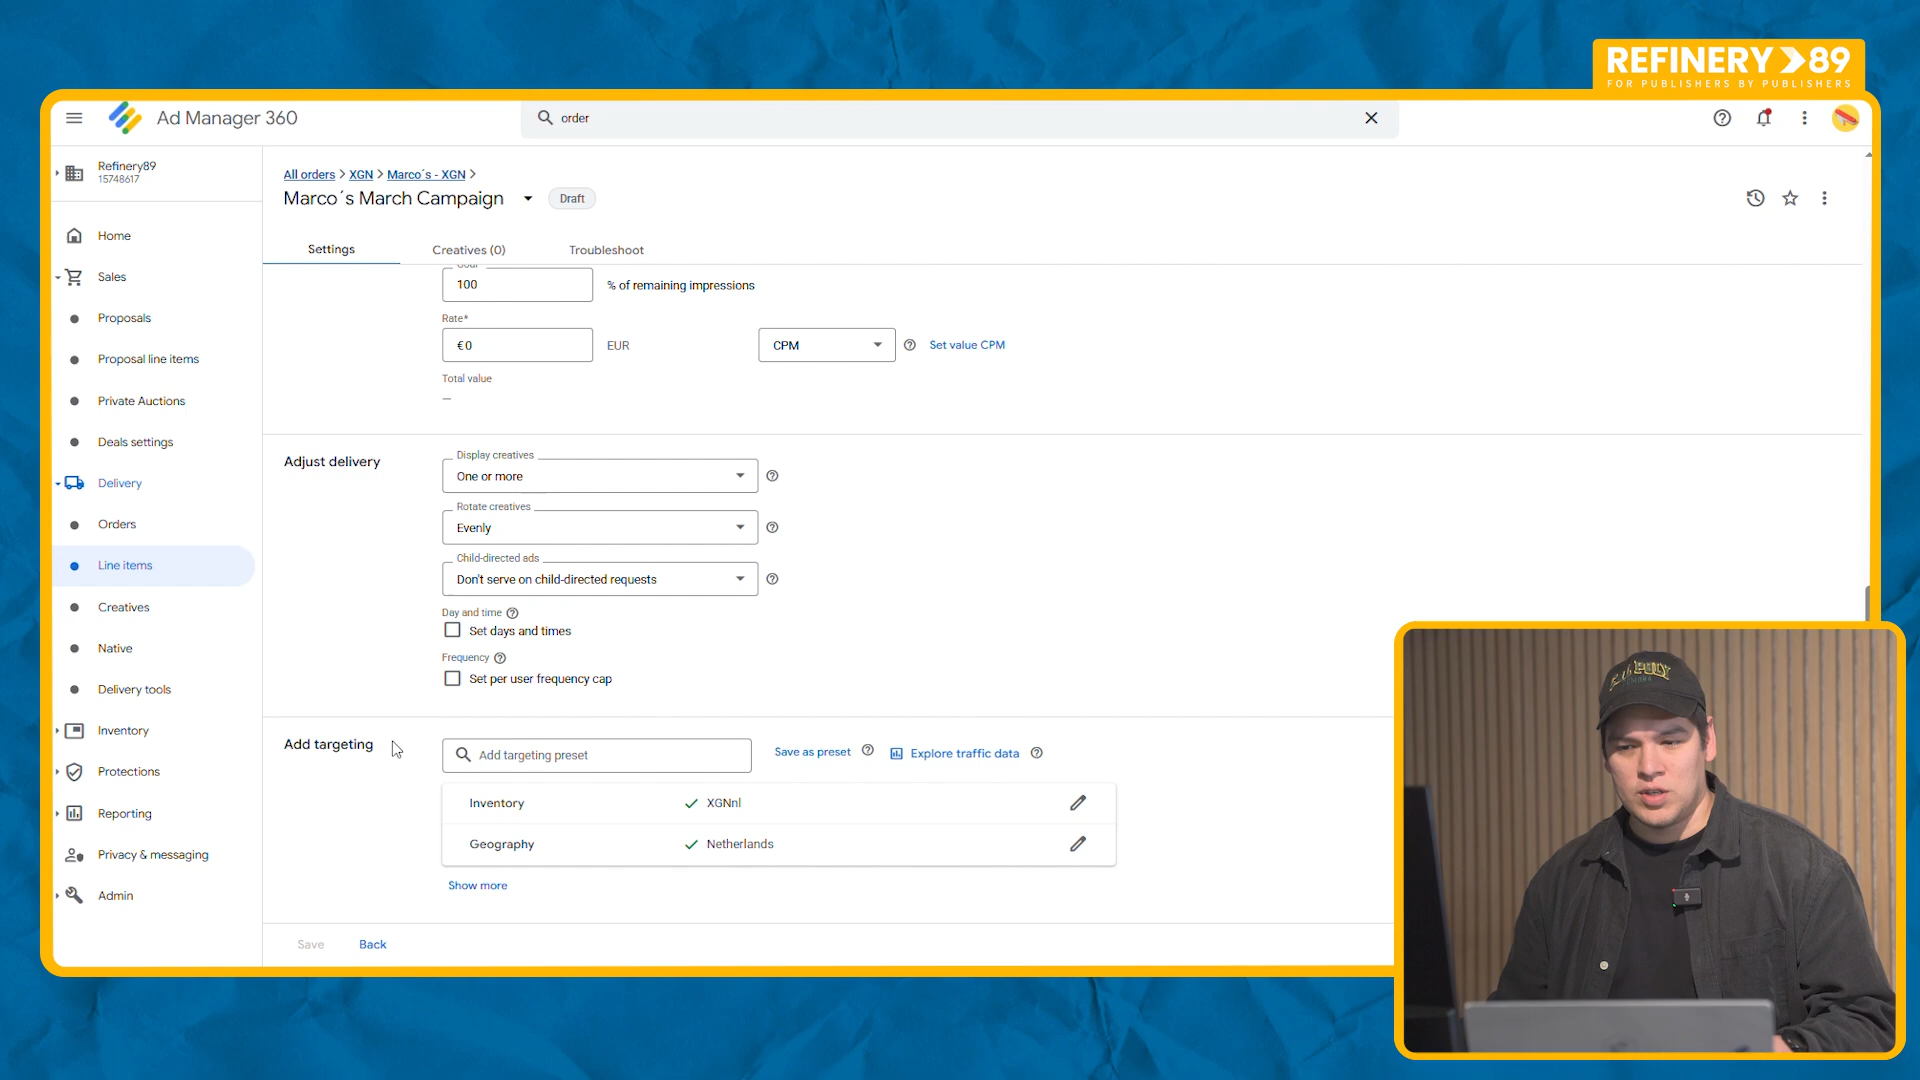 REFINERY 89
FOR PUBLISHERS BY PUBLISHERS
Ad Manager 360
order
Refinery89
15748617
Home
Sales
Proposals
Proposal line items
Private Auctions
Deals settings
Delivery
Orders
Line items
Creatives
Native
Delivery tools
Inventory
Protections
Reporting
Privacy & messaging
Admin
All orders > XGN > Marco´s - XGN >
Marco´s March Campaign
Draft
Settings
Creatives (0)
Troubleshoot
Goal
100
% of remaining impressions
Rate*
€0
EUR
CPM
Set value CPM
Total value
—
Adjust delivery
Display creatives
One or more
Rotate creatives
Evenly
Child-directed ads
Don't serve on child-directed requests
Day and time
Set days and times
Frequency
Set per user frequency cap
Add targeting
Add targeting preset
Save as preset
Explore traffic data
Inventory
XGNnl
Geography
Netherlands
Show more
Save
Back